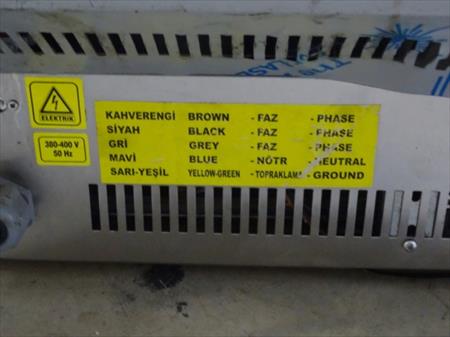 KAHVERENGİ BROWN - FAZ - PHASE
SİYAH BLACK - FAZ - PHASE
GRİ GREY - FAZ - PHASE
MAVİ BLUE - NÖTR - NEUTRAL
SARI-YEŞİL YELLOW-GREEN - TOPRAKLAMA - GROUND
ELEKTRİK
380-400 V
50 Hz